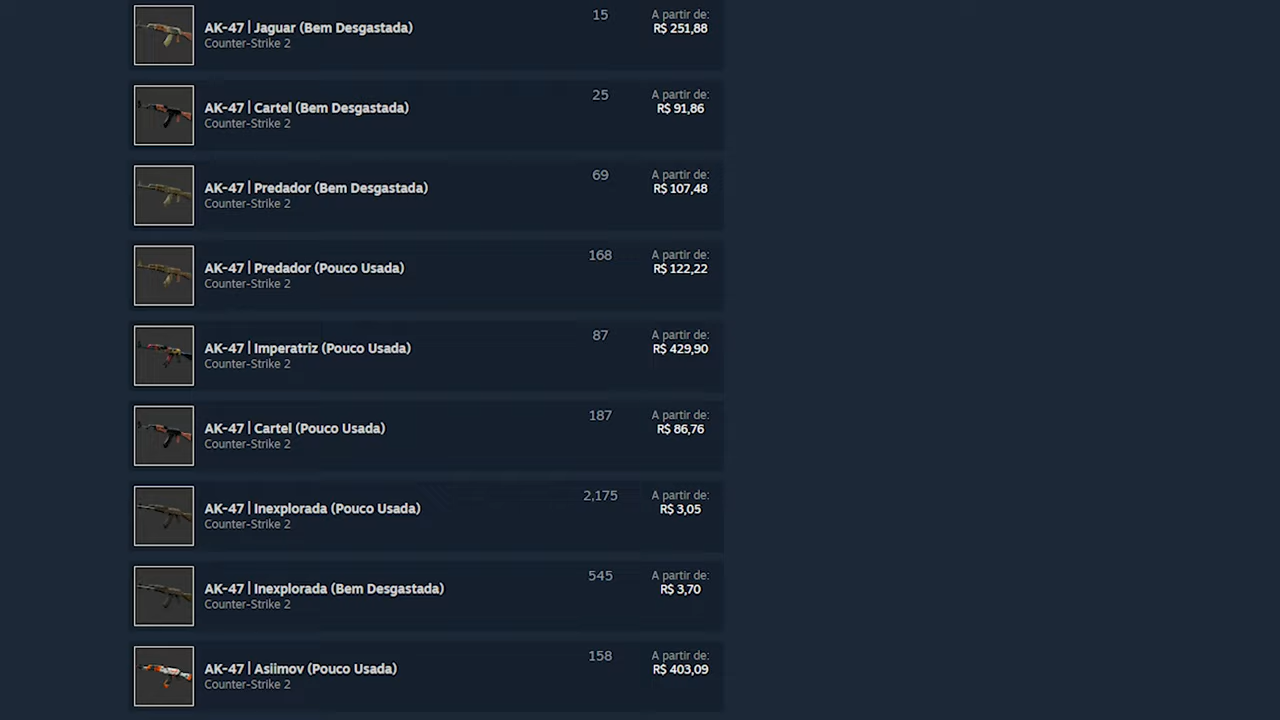 AK-47 | Jaguar (Bem Desgastada)
Counter-Strike 2
15
A partir de:
R$ 251,88
AK-47 | Cartel (Bem Desgastada)
Counter-Strike 2
25
A partir de:
R$ 91,86
AK-47 | Predador (Bem Desgastada)
Counter-Strike 2
69
A partir de:
R$ 107,48
AK-47 | Predador (Pouco Usada)
Counter-Strike 2
168
A partir de:
R$ 122,22
AK-47 | Imperatriz (Pouco Usada)
Counter-Strike 2
87
A partir de:
R$ 429,90
AK-47 | Cartel (Pouco Usada)
Counter-Strike 2
187
A partir de:
R$ 86,76
AK-47 | Inexplorada (Pouco Usada)
Counter-Strike 2
2,175
A partir de:
R$ 3,05
AK-47 | Inexplorada (Bem Desgastada)
Counter-Strike 2
545
A partir de:
R$ 3,70
AK-47 | Asiimov (Pouco Usada)
Counter-Strike 2
158
A partir de:
R$ 403,09